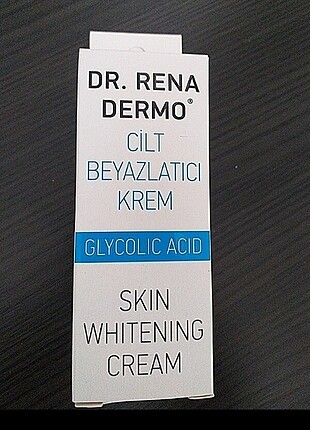 DR. RENA
DERMO®
CİLT
BEYAZLATICI
KREM
GLYCOLIC ACID
SKIN
WHITENING
CREAM